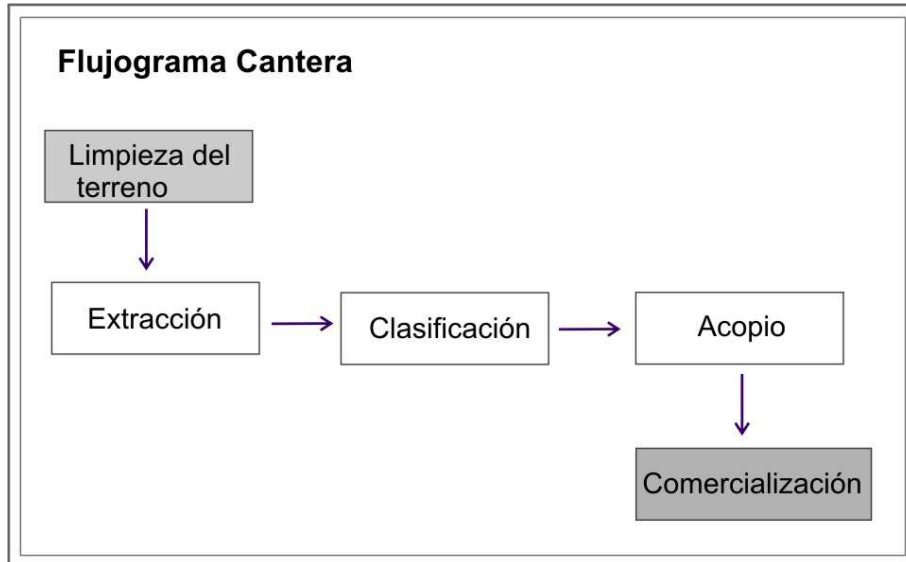 Flujograma Cantera
Limpieza del
terreno
Extracción
Clasificación
Acopio
Comercialización